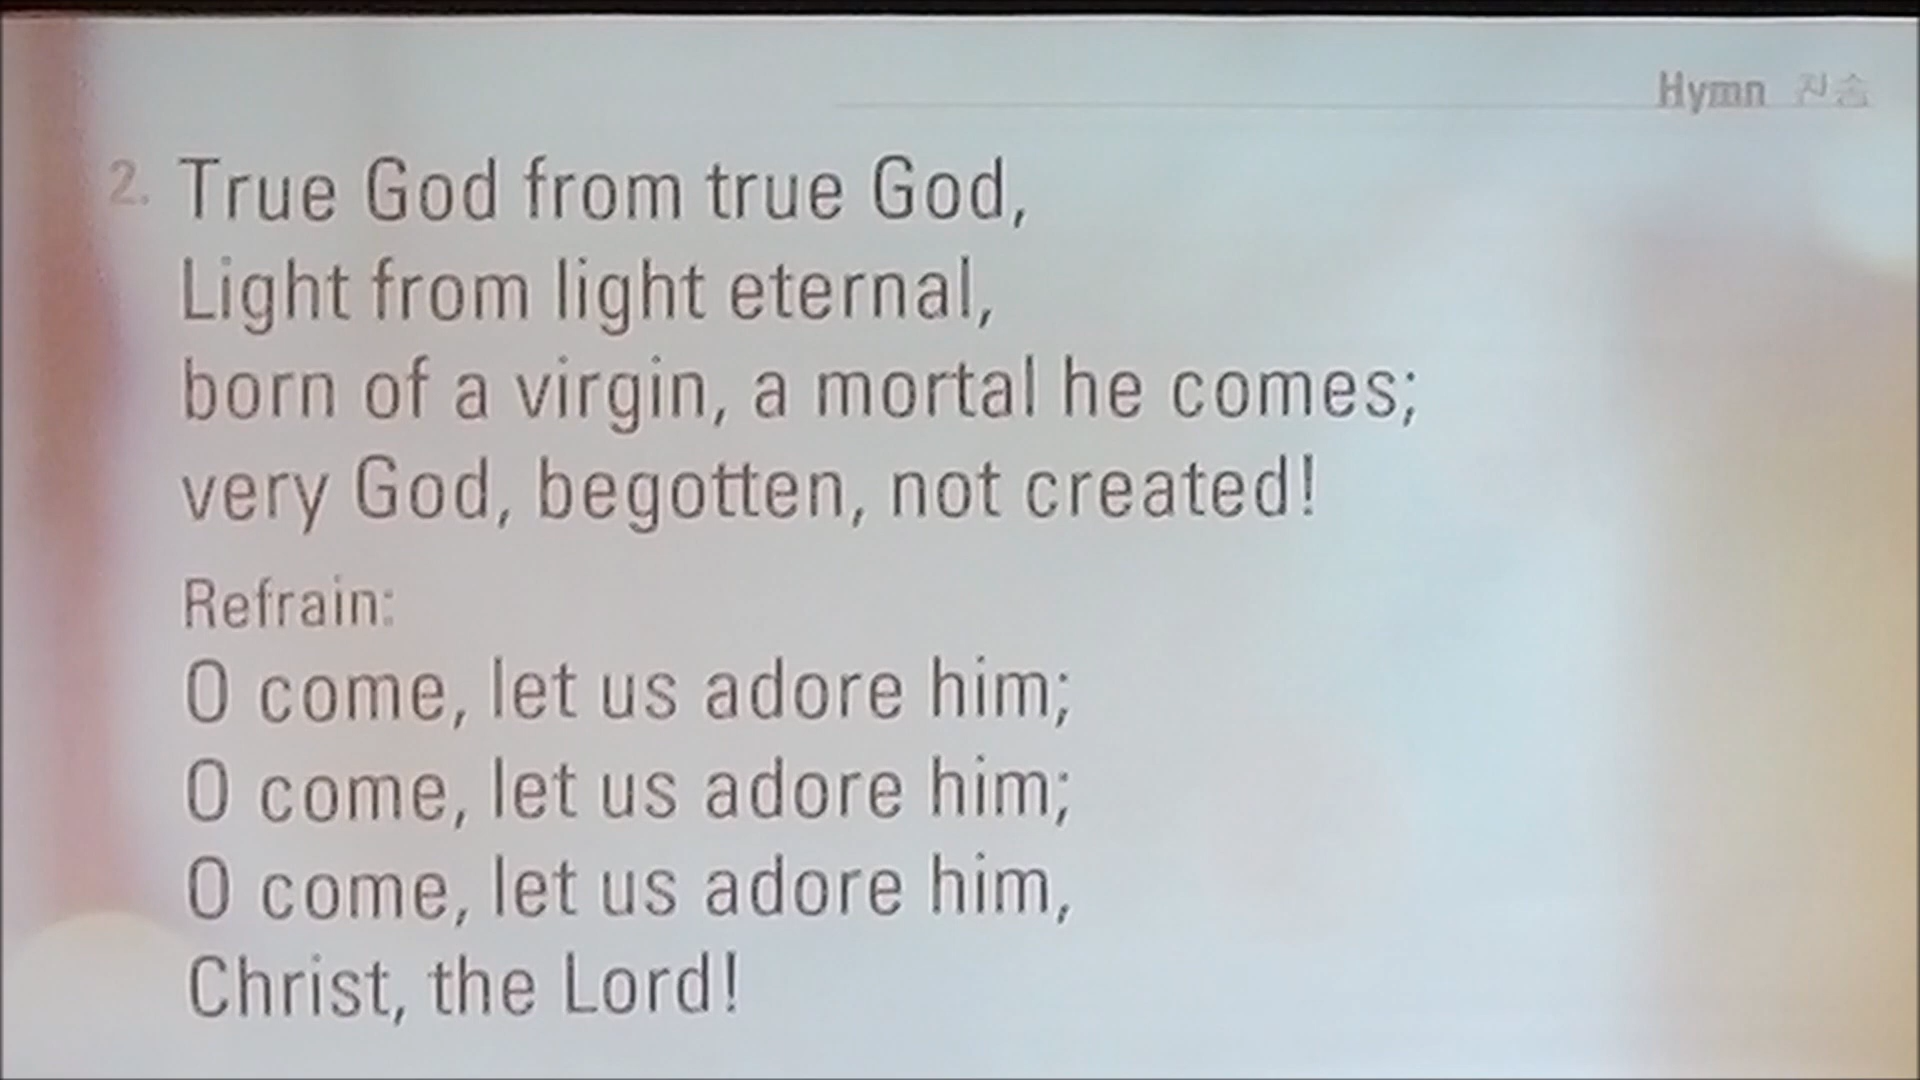 Hymn 찬송
2. True God from true God,
Light from light eternal,
born of a virgin, a mortal he comes;
very God, begotten, not created!
Refrain:
O come, let us adore him;
O come, let us adore him;
O come, let us adore him,
Christ, the Lord!